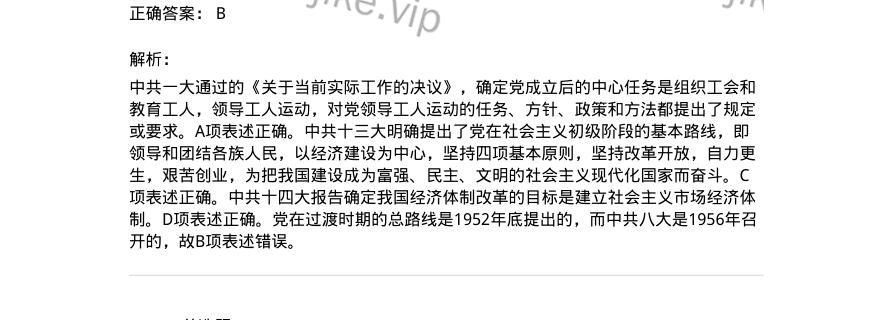 正确答案： B
jike.vip
解析：
中共一大通过的《关于当前实际工作的决议》，确定党成立后的中心任务是组织工会和
教育工人，领导工人运动，对党领导工人运动的任务、方针、政策和方法都提出了规定
或要求。A项表述正确。中共十三大明确提出了党在社会主义初级阶段的基本路线，即
领导和团结各族人民，以经济建设为中心，坚持四项基本原则，坚持改革开放，自力更
生，艰苦创业，为把我国建设成为富强、民主、文明的社会主义现代化国家而奋斗。C
项表述正确。中共十四大报告确定我国经济体制改革的目标是建立社会主义市场经济体
制。D项表述正确。党在过渡时期的总路线是1952年底提出的，而中共八大是1956年召
开的，故B项表述错误。